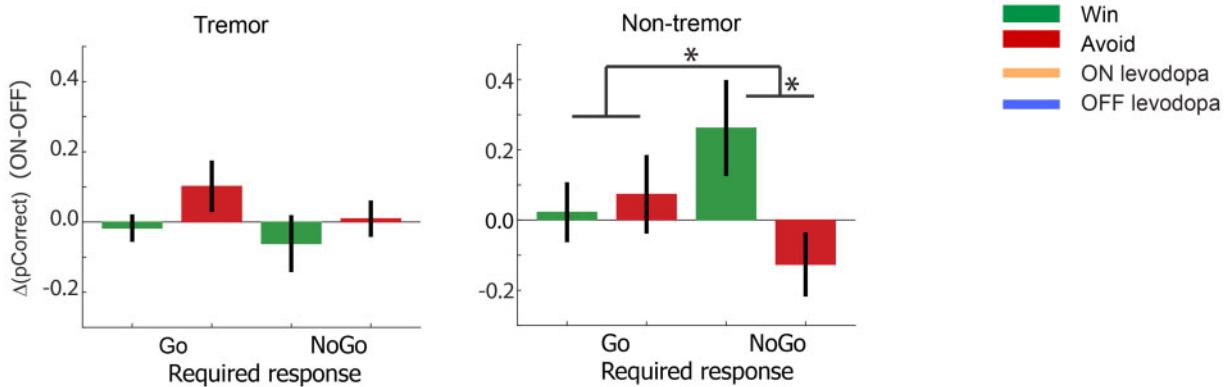 Tremor
Δ(pCorrect) (ON-OFF)
0.4
0.2
0.0
-0.2
Go NoGo
Required response
Non-tremor
*
*
0.4
0.2
0.0
-0.2
Go NoGo
Required response
Win
Avoid
ON levodopa
OFF levodopa